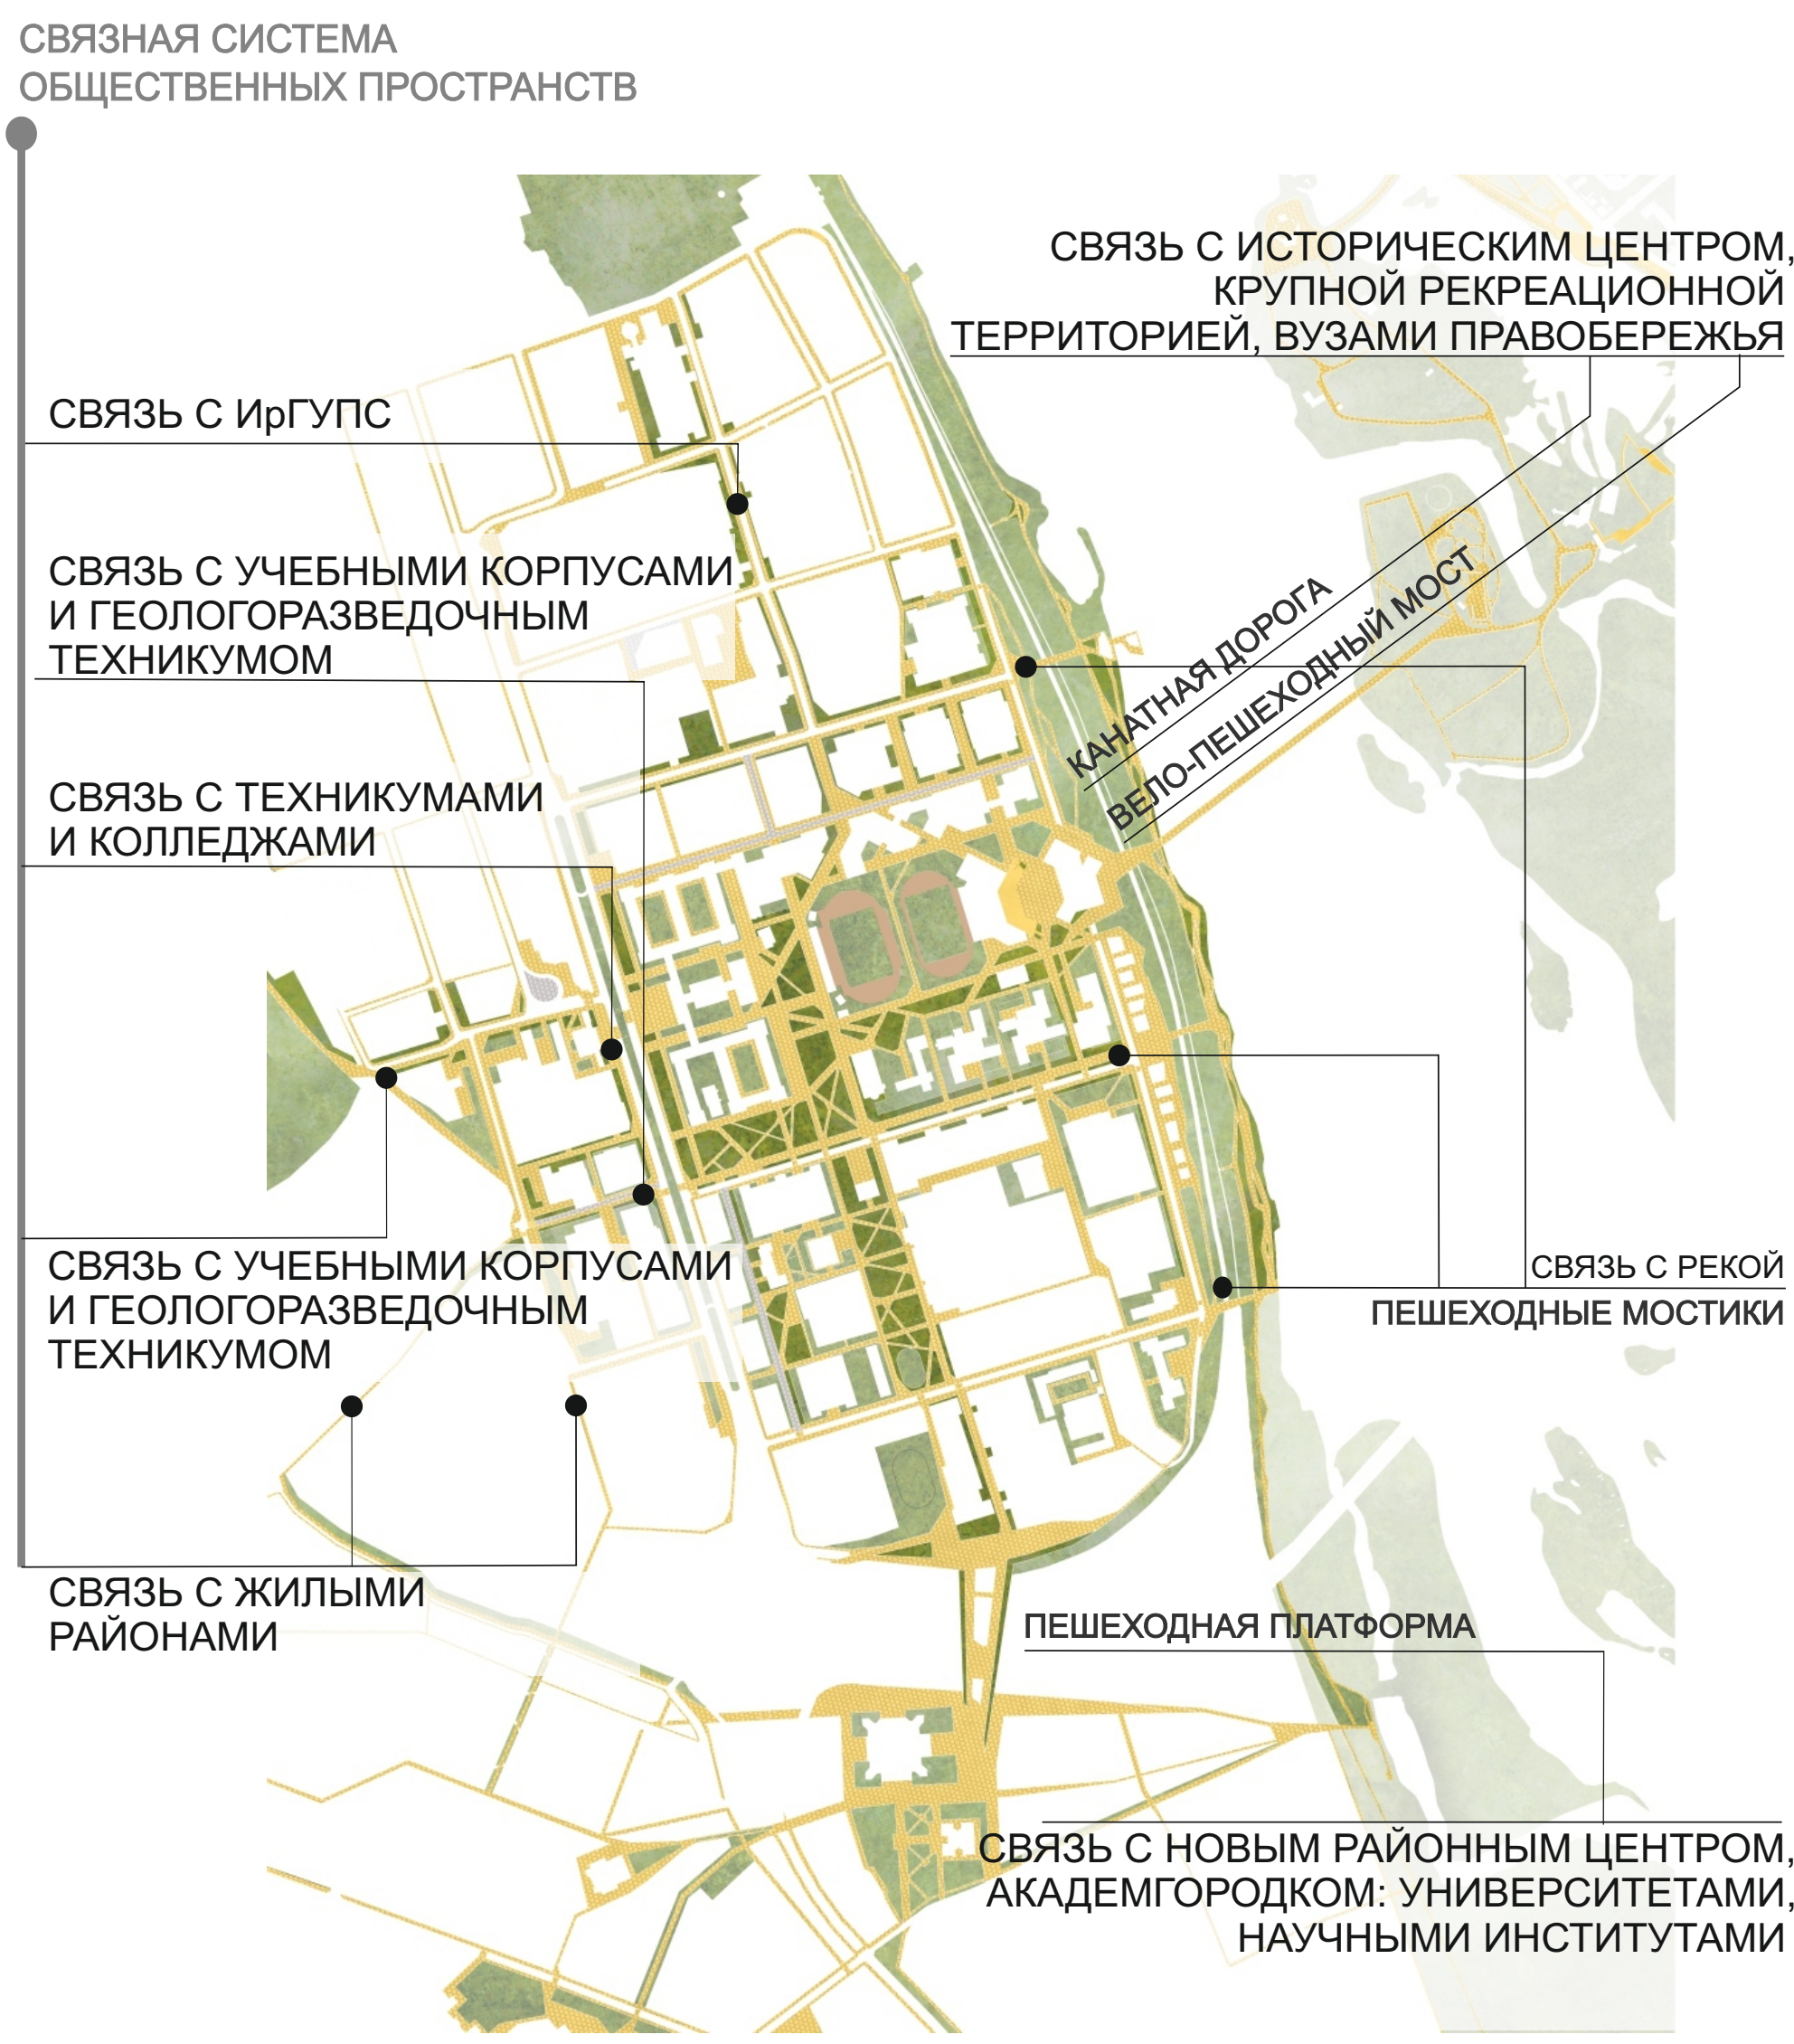 СВЯЗНАЯ СИСТЕМА
ОБЩЕСТВЕННЫХ ПРОСТРАНСТВ
СВЯЗЬ С ИСТОРИЧЕСКИМ ЦЕНТРОМ,
КРУПНОЙ РЕКРЕАЦИОННОЙ
ТЕРРИТОРИЕЙ, ВУЗАМИ ПРАВОБЕРЕЖЬЯ
СВЯЗЬ С ИрГУПС
СВЯЗЬ С УЧЕБНЫМИ КОРПУСАМИ
И ГЕОЛОГОРАЗВЕДОЧНЫМ
ТЕХНИКУМОМ
КАНАТНАЯ ДОРОГА
ВЕЛО-ПЕШЕХОДНЫЙ МОСТ
СВЯЗЬ С ТЕХНИКУМАМИ
И КОЛЛЕДЖАМИ
СВЯЗЬ С УЧЕБНЫМИ КОРПУСАМИ
И ГЕОЛОГОРАЗВЕДОЧНЫМ
ТЕХНИКУМОМ
СВЯЗЬ С РЕКОЙ
ПЕШЕХОДНЫЕ МОСТИКИ
СВЯЗЬ С ЖИЛЫМИ
РАЙОНАМИ
ПЕШЕХОДНАЯ ПЛАТФОРМА
СВЯЗЬ С НОВЫМ РАЙОННЫМ ЦЕНТРОМ,
АКАДЕМГОРОДКОМ: УНИВЕРСИТЕТАМИ,
НАУЧНЫМИ ИНСТИТУТАМИ